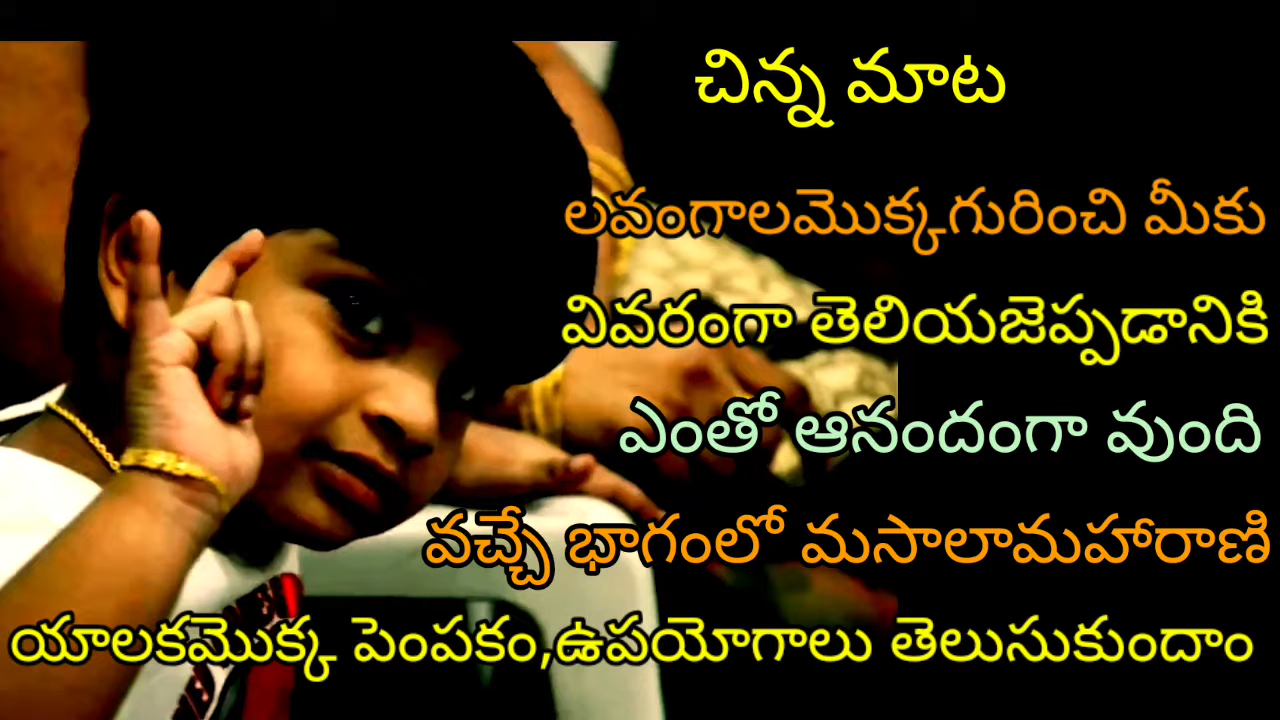 చిన్న మాట
లవంగాలమొక్కగురించి మీకు
వివరంగా తెలియజెప్పడానికి
ఎంతో ఆనందంగా వుంది
వచ్చే భాగంలో మసాలామహారాణి
యాలకమొక్క పెంపకం,ఉపయోగాలు తెలుసుకుందాం